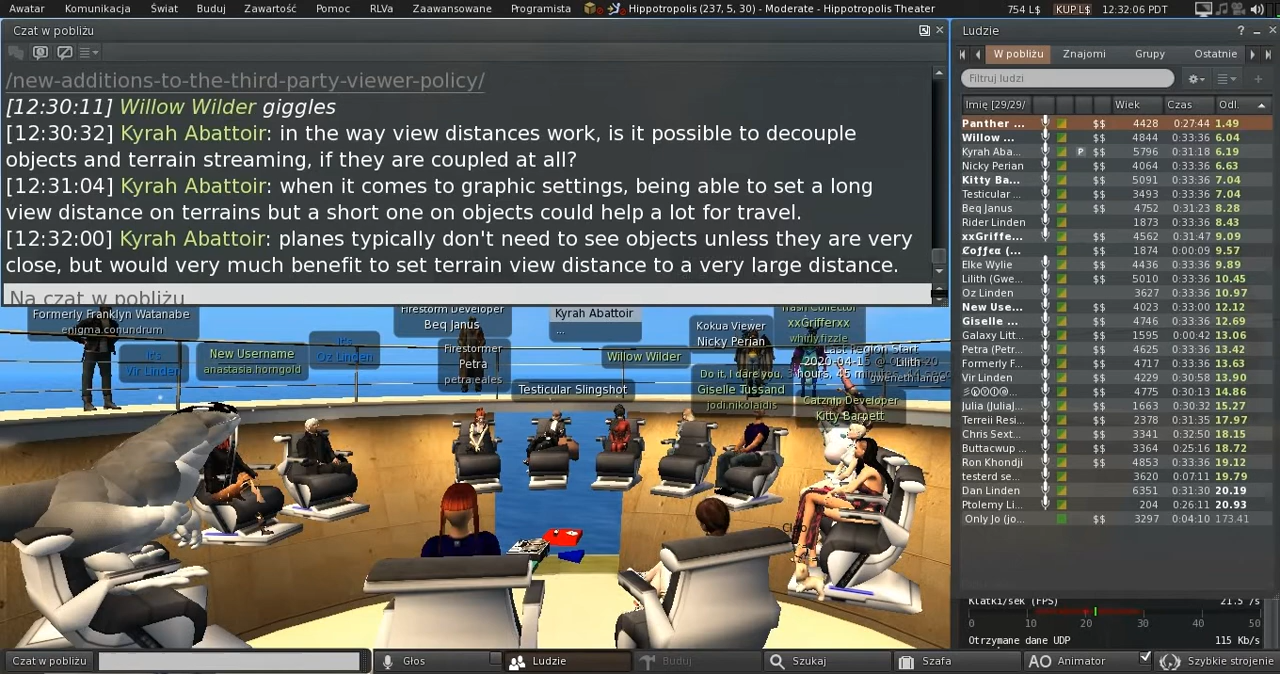 Awatar Komunikacja Świat Buduj Zawartość Pomoc RLVa Zaawansowane Programista Hippotropolis (237, 5, 30) - Moderate - Hippotropolis Theater 754 L$ KUP L$ 12:32:06 PDT
Czat w pobliżu
/new-additions-to-the-third-party-viewer-policy/
[12:30:11] Willow Wilder giggles
[12:30:32] Kyrah Abattoir: in the way view distances work, is it possible to decouple
objects and terrain streaming, if they are coupled at all?
[12:31:04] Kyrah Abattoir: when it comes to graphic settings, being able to set a long
view distance on terrains but a short one on objects could help a lot for travel.
[12:32:00] Kyrah Abattoir: planes typically don't need to see objects unless they are very
close, but would very much benefit to set terrain view distance to a very large distance.
Na czat w pobliżu
Formerly Franklyn Watanabe
enigma.conundrum
It's
Vir Linden
New Username
anastasia.horngold
It's
Oz Linden
Firestorm Developer
Beq Janus
Firestormer
Petra
petra.eales
Kyrah Abattoir
...
Testicular Slingshot
Willow Wilder
Kokua Viewer
Nicky Perian
Trash Collector
xxGrifferxx
whirly.fizzle
Last Region Start
Do it. I dare you.
Giselle Tussand
jodi.nikolaidis
Catznip Developer
Kitty Barnett
Ludzie
W pobliżu Znajomi Grupy Ostatnie
Filtruj ludzi
Imię [29/29/ Wiek Czas Odl.
Panther ... $$ 4428 0:27:44 1.49
Willow ... $$ 4844 0:33:36 6.04
Kyrah Aba... P $$ 5796 0:31:18 6.19
Nicky Perian $$ 4064 0:33:36 6.63
Kitty Ba... $$ 5091 0:33:36 7.04
Testicular ... $$ 3493 0:33:36 7.04
Beq Janus $$ 4752 0:31:23 8.28
Rider Linden 1873 0:33:36 8.43
xxGriffe... $$ 4562 0:31:47 9.09
$$ 1874 0:00:09 9.57
Elke Wylie $$ 4436 0:33:36 9.89
Lilith (Gwe... $$ 5010 0:33:36 10.45
Oz Linden 3627 0:33:36 10.97
New Use... $$ 4023 0:33:00 12.12
Giselle ... $$ 4746 0:33:36 12.69
Galaxy Litt... $$ 1595 0:00:42 13.06
Petra (Petr... $$ 4625 0:33:36 13.42
Formerly F... $$ 4717 0:33:36 13.63
Vir Linden $$ 4229 0:30:58 13.90
$$ 4775 0:30:13 14.86
Julia (JuliaJ... $$ 1663 0:30:32 15.27
Terreii Resi... $$ 2378 0:31:35 17.97
Chris Sext... $$ 3341 0:32:50 18.15
Buttacwup ... $$ 3364 0:25:16 18.72
Ron Khondji $$ 4853 0:33:36 19.12
testerd se... 3620 0:07:11 19.79
Dan Linden 6351 0:31:30 20.19
Ptolemy Li... 204 0:26:11 20.93
Only Jo (jo... $$ 3297 0:04:10 173.41
Klatki/sek (FPS) 21.5 /s
0 10 20 30 40 50
Otrzymane dane UDP 115 Kb/s
Czat w pobliżu Głos Ludzie Buduj Szukaj Szafa AO Animator Szybkie strojenie